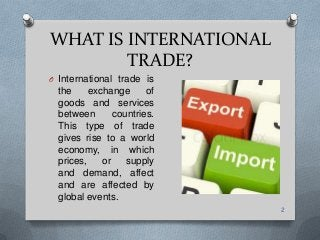 WHAT IS INTERNATIONAL
TRADE?
O International trade is
the exchange of
goods and services
between countries.
This type of trade
gives rise to a world
economy, in which
prices, or supply
and demand, affect
and are affected by
global events.
Export
Import
2